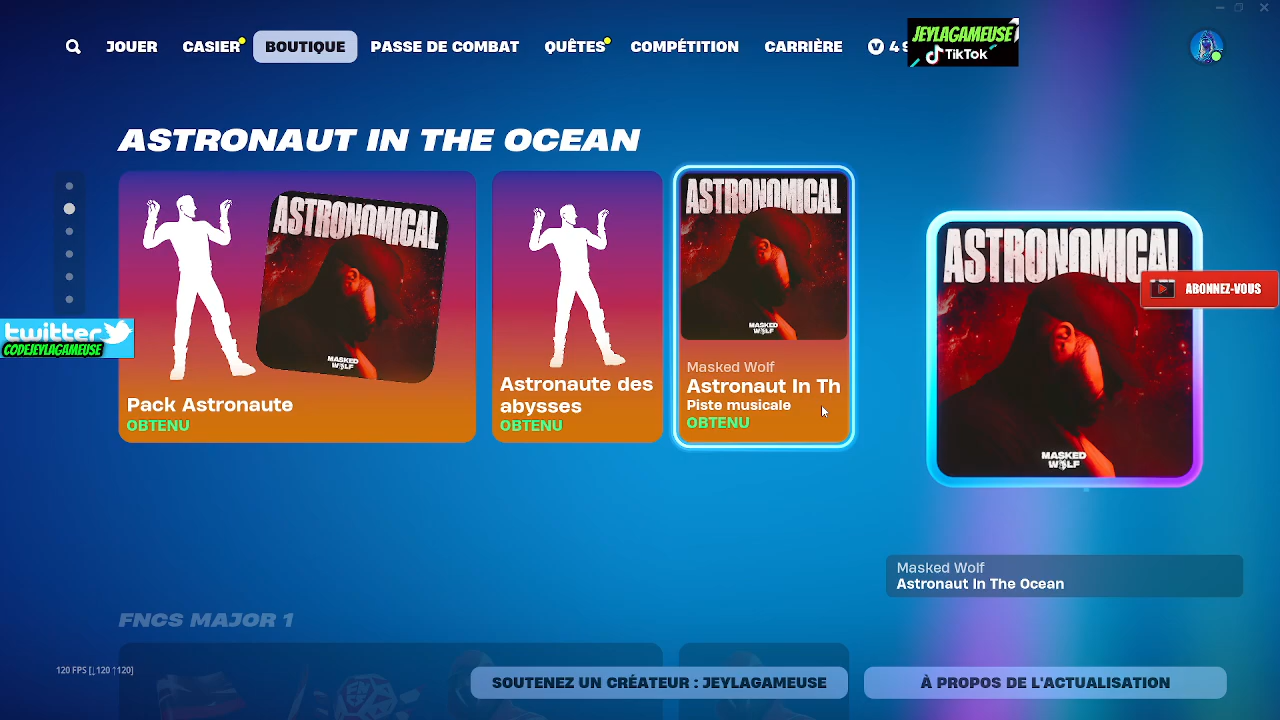 JOUER CASIER BOUTIQUE PASSE DE COMBAT QUÊTES COMPÉTITION CARRIÈRE
JEYLAGAMEUSE
TikTok
ASTRONAUT IN THE OCEAN
ASTRONOMICAL
MASKED
WOLF
Pack Astronaute
OBTENU
Astronaute des
abysses
OBTENU
ASTRONOMICAL
MASKED
WOLF
Masked Wolf
Astronaut In Th
Piste musicale
OBTENU
ASTRONOMICAL
MASKED
WOLF
ABONNEZ-VOUS
twitter
CODEJEYLAGAMEUSE
Masked Wolf
Astronaut In The Ocean
FNCS MAJOR 1
120 FPS [↓120 ↑120]
SOUTENEZ UN CRÉATEUR : JEYLAGAMEUSE
À PROPOS DE L'ACTUALISATION